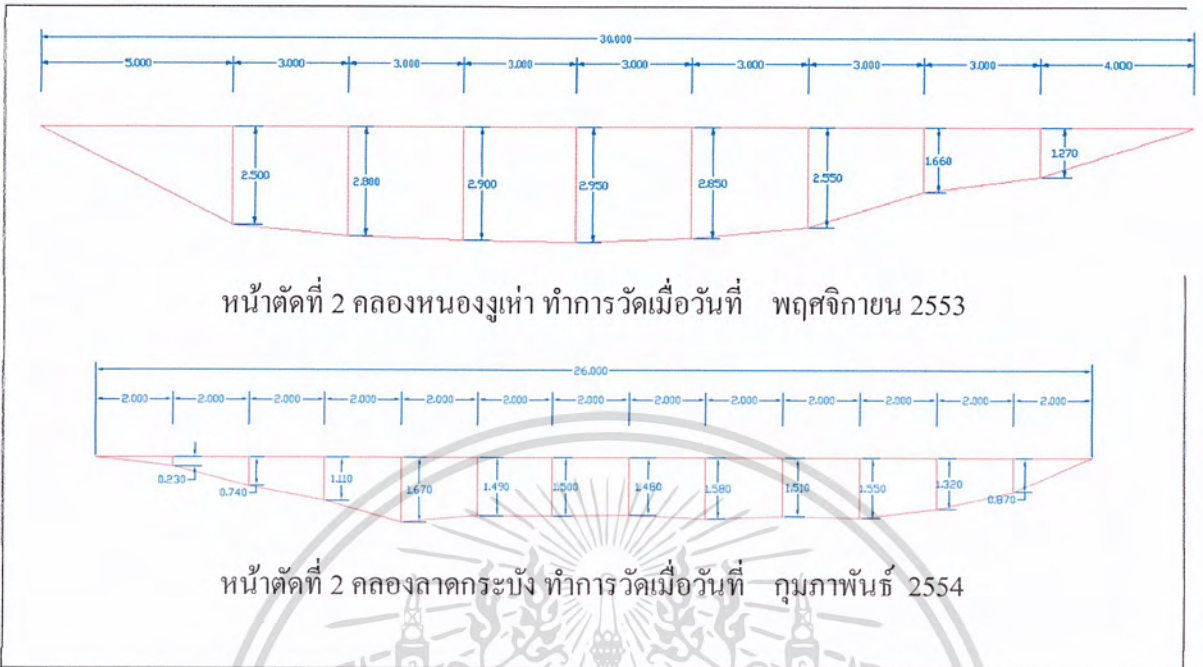 30.000
5.000 3.000 3.000 3.000 3.000 3.000 3.000 3.000 4.000
2.500 2.800 2.900 2.950 2.850 2.550 1.660 1.270
หน้าตัดที่ 2 คลองหนองงูเห่า ทำการวัดเมื่อวันที่ พฤศจิกายน 2553
26.000
2.000 2.000 2.000 2.000 2.000 2.000 2.000 2.000 2.000 2.000 2.000 2.000 2.000
0.230 0.740 1.110 1.670 1.490 1.500 1.480 1.580 1.510 1.550 1.320 0.870
หน้าตัดที่ 2 คลองลาดกระบัง ทำการวัดเมื่อวันที่ กุมภาพันธ์ 2554